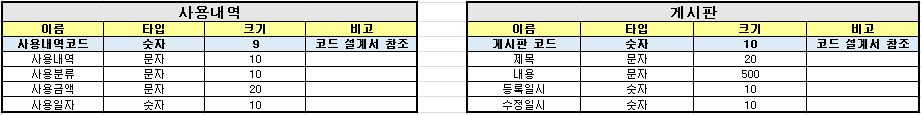 사용내역
이름 타입 크기 비고
사용내역코드 숫자 9 코드 설계서 참조
사용내역 문자 10
사용분류 문자 10
사용금액 문자 20
사용일자 숫자 10
게시판
이름 타입 크기 비고
게시판 코드 숫자 10 코드 설계서 참조
제목 문자 20
내용 문자 500
등록일시 숫자 10
수정일시 숫자 10